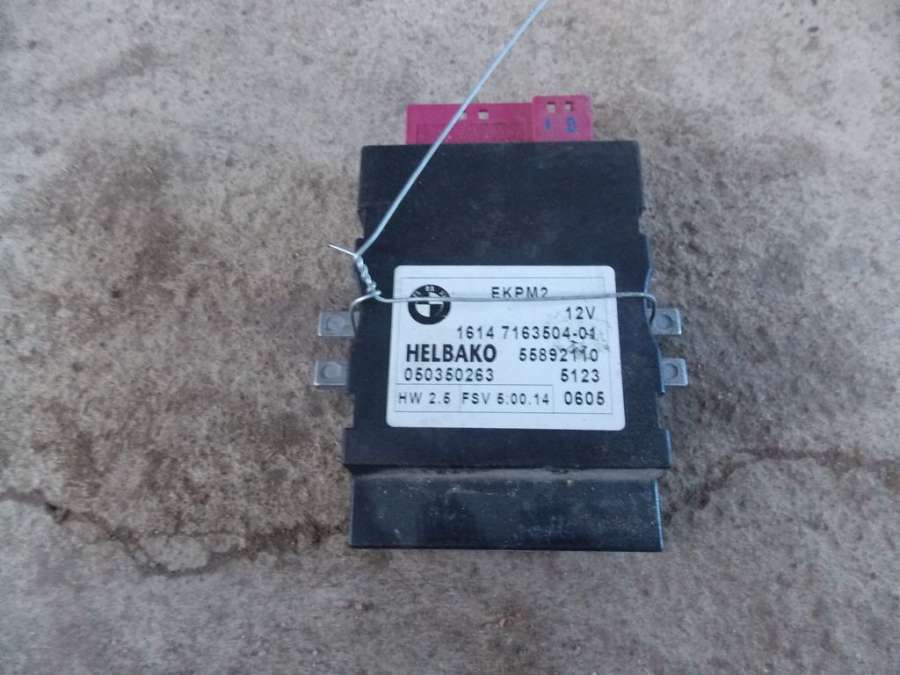 EKPM2
12V
1614 7163504-01
HELBAKO 55892110
050350263 5123
HW 2.5 FSV 5.00.14 0605